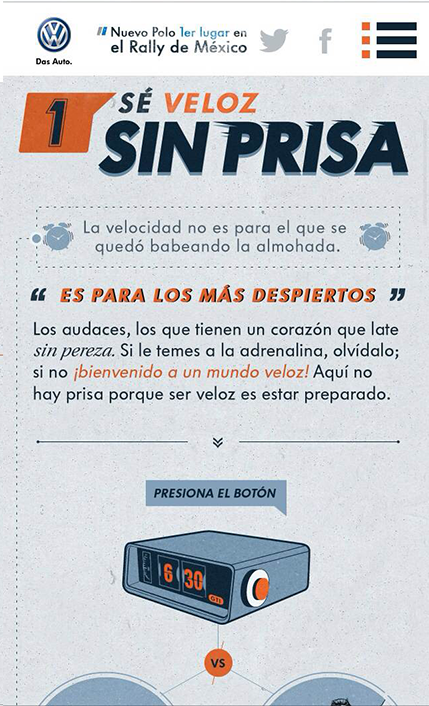 Das Auto.
Nuevo Polo 1er lugar en
el Rally de México
1
SÉ VELOZ
SIN PRISA
La velocidad no es para el que se
quedó babeando la almohada.
“ ES PARA LOS MÁS DESPIERTOS ”
Los audaces, los que tienen un corazón que late
sin pereza. Si le temes a la adrenalina, olvídalo;
si no ¡bienvenido a un mundo veloz! Aquí no
hay prisa porque ser veloz es estar preparado.
PRESIONA EL BOTÓN
6 30
GTI
VS